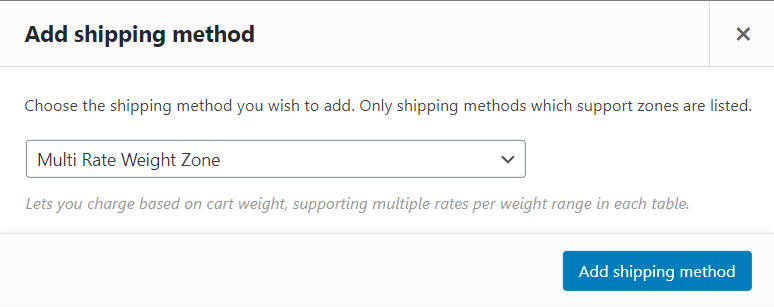 Add shipping method
Choose the shipping method you wish to add. Only shipping methods which support zones are listed.
Multi Rate Weight Zone
Lets you charge based on cart weight, supporting multiple rates per weight range in each table.
Add shipping method